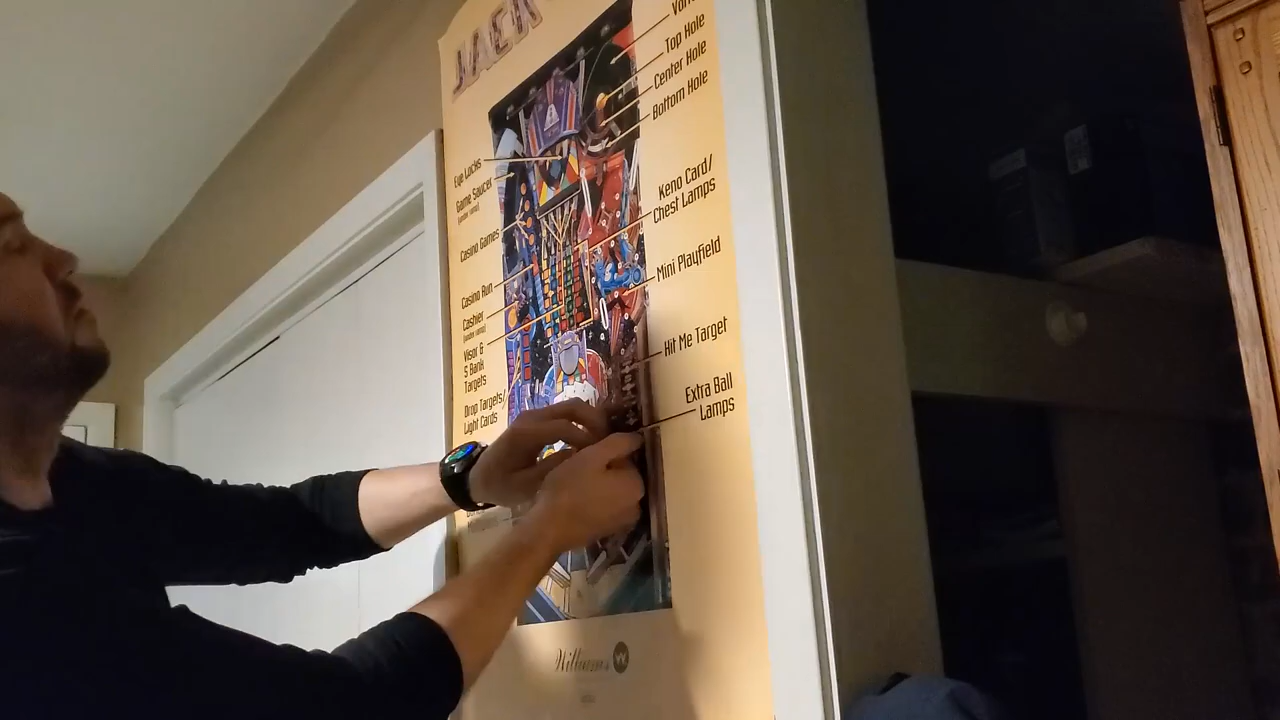 JACK
Top Hole
Center Hole
Bottom Hole
Eye Locks
Game Saucer
Keno Card/
Chest Lamps
Casino Games
Mini Playfield
Casino Run
Cashier
Visor &
5 Bank
Targets
Hit Me Target
Drop Targets/
Light Cards
Extra Ball
Lamps
Williams
W